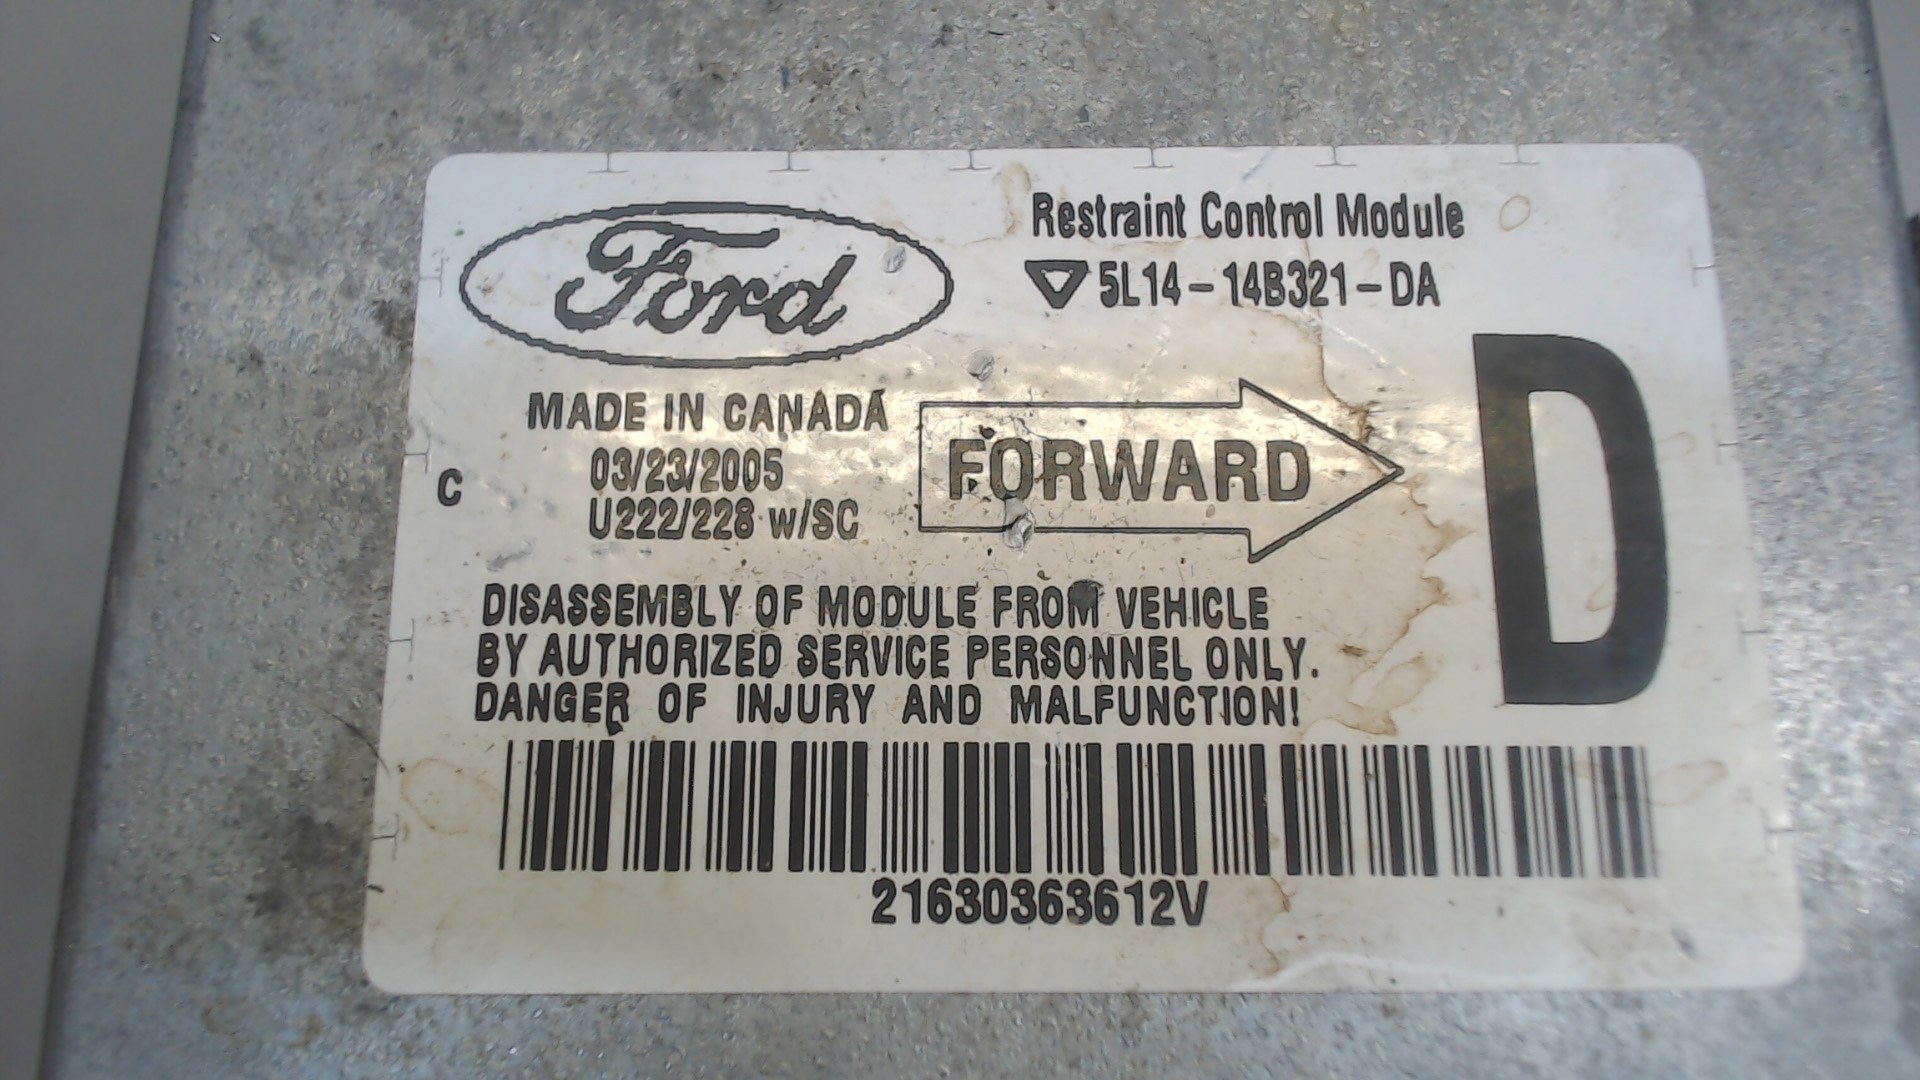 Ford
Restraint Control Module
5L14-14B321-DA
MADE IN CANADA
03/23/2005
U222/228 w/SC
C
FORWARD
D
DISASSEMBLY OF MODULE FROM VEHICLE
BY AUTHORIZED SERVICE PERSONNEL ONLY.
DANGER OF INJURY AND MALFUNCTION!
21630363612V